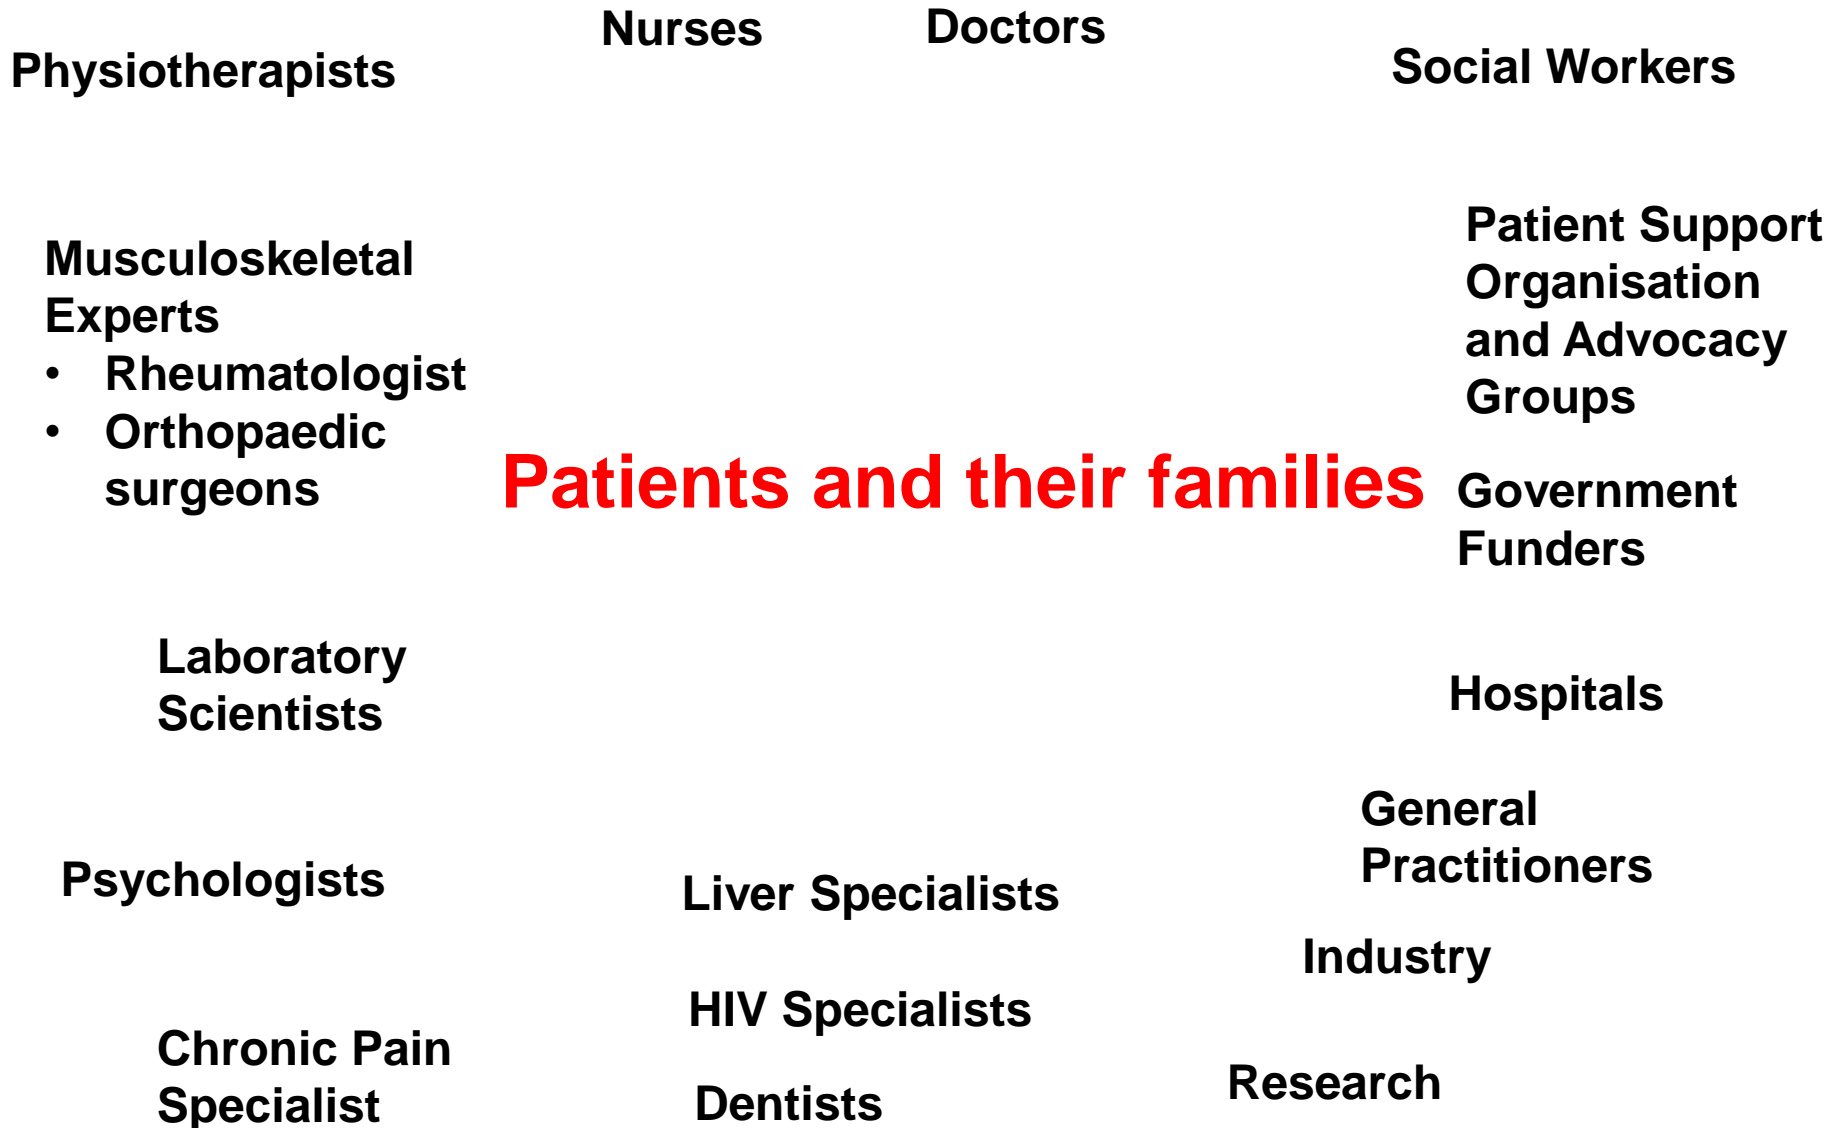 Nurses
Doctors
Physiotherapists
Social Workers
Musculoskeletal
Experts
• Rheumatologist
• Orthopaedic
surgeons
Patient Support
Organisation
and Advocacy
Groups
Patients and their families
Government
Funders
Laboratory
Scientists
Hospitals
General
Practitioners
Psychologists
Liver Specialists
Industry
HIV Specialists
Chronic Pain
Specialist
Dentists
Research